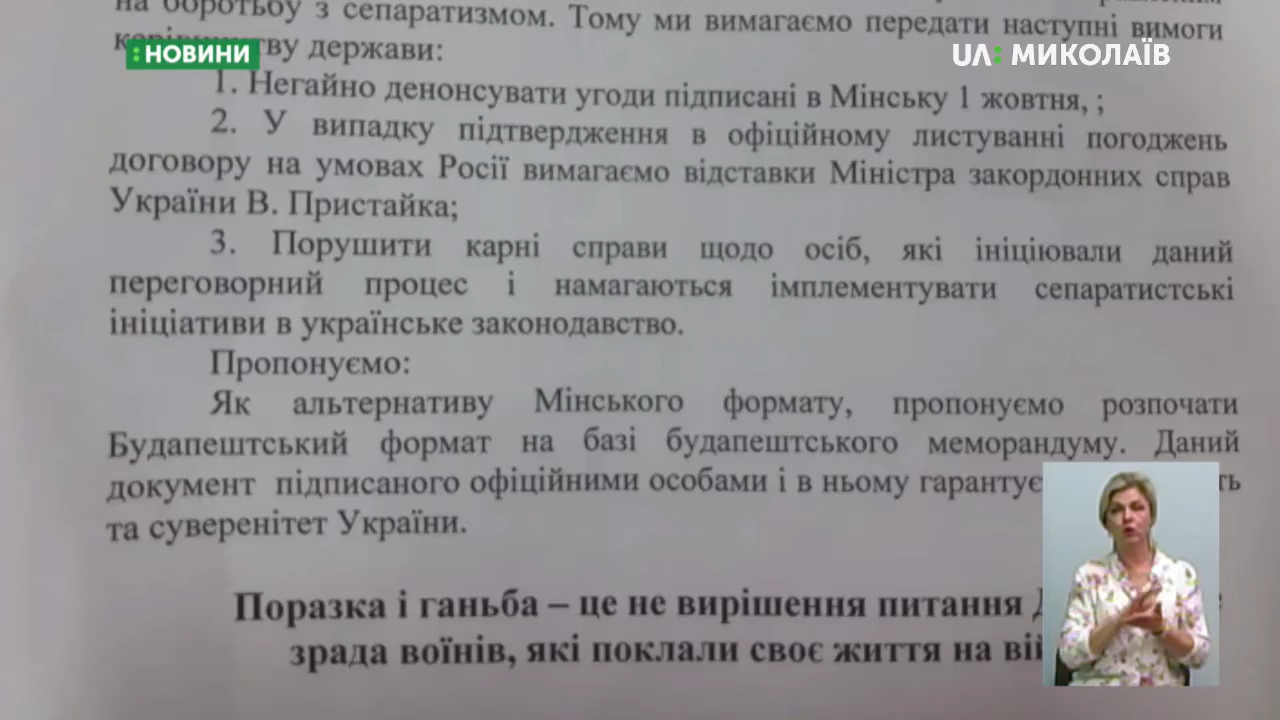 на боротьбу з сепаратизмом. Тому ми вимагаємо передати наступні вимоги
держави:
:НОВИНИ
UA: МИКОЛАЇВ
1. Негайно денонсувати угоди підписані в Мінську 1 жовтня, ;
2. У випадку підтвердження в офіційному листуванні погоджень
договору на умовах Росії вимагаємо відставки Міністра закордонних справ
України В. Пристайка;
3. Порушити карні справи щодо осіб, які ініціювали даний
переговорний процес і намагаються імплементувати сепаратистські
ініціативи в українське законодавство.
Пропонуємо:
Як альтернативу Мінського формату, пропонуємо розпочати
Будапештський формат на базі будапештського меморандуму. Даний
документ підписаного офіційними особами і в ньому гарантує
та суверенітет України.
Поразка і ганьба – це не вирішення питання
зрада воїнів, які поклали своє життя на